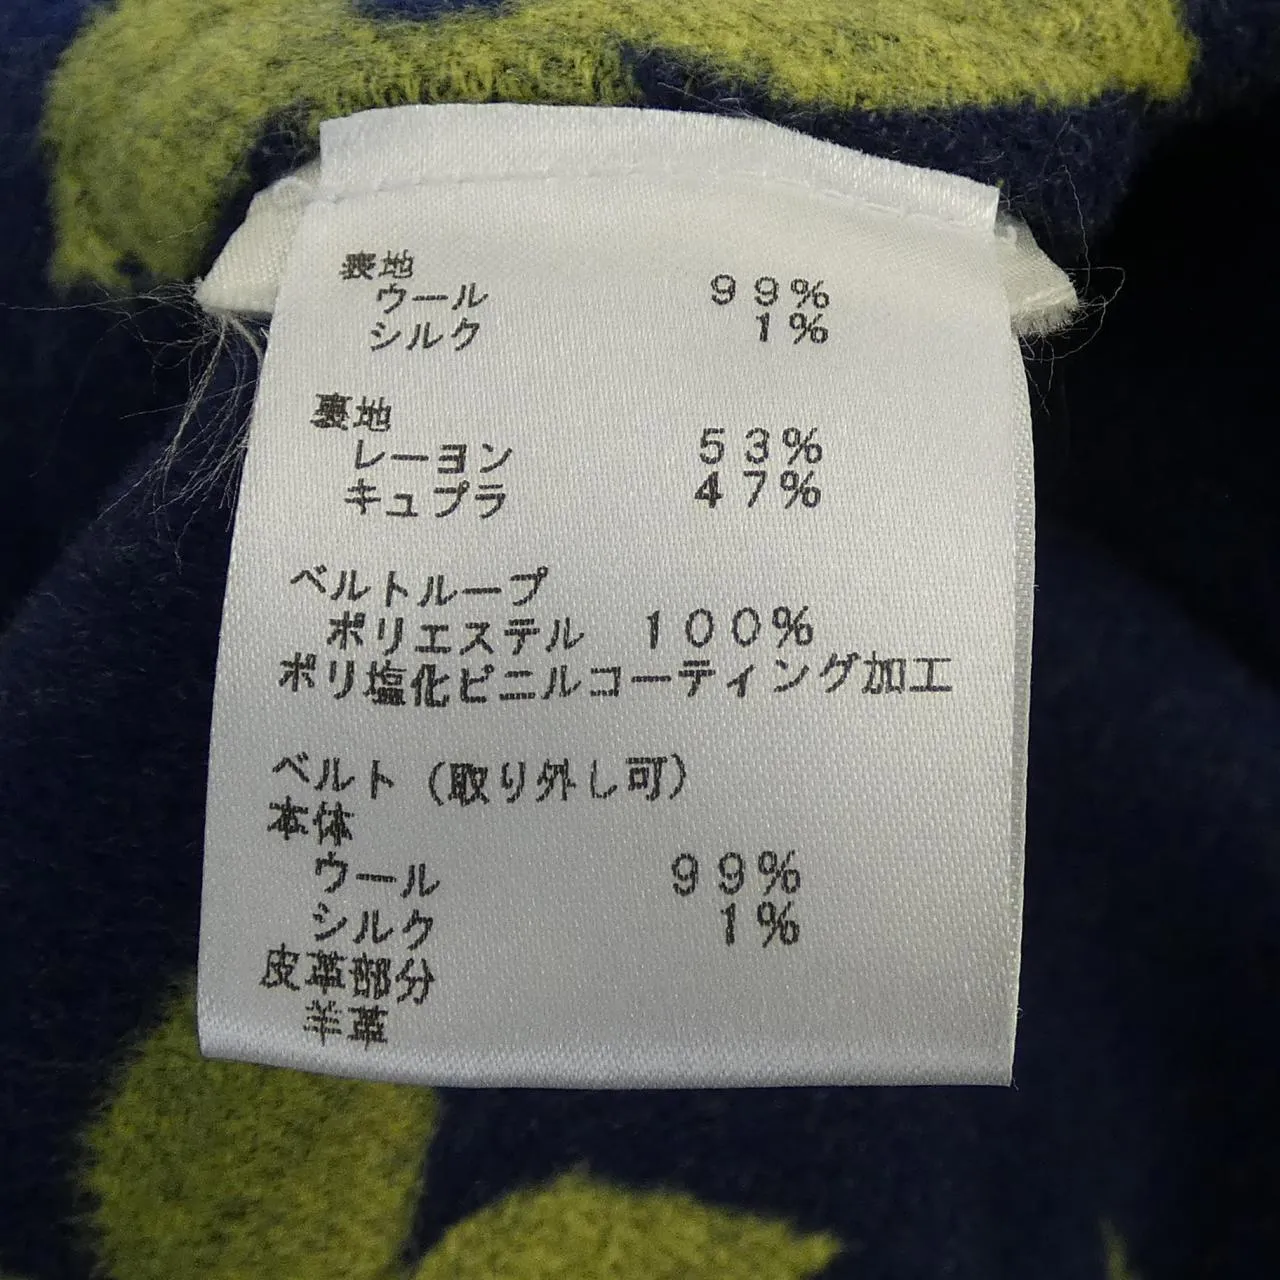 表地
ウール 99%
シルク 1%
裏地
レーヨン 53%
キュプラ 47%
ベルトループ
ポリエステル 100%
ポリ塩化ビニルコーティング加工
ベルト(取り外し可)
本体
ウール 99%
シルク 1%
皮革部分
羊革